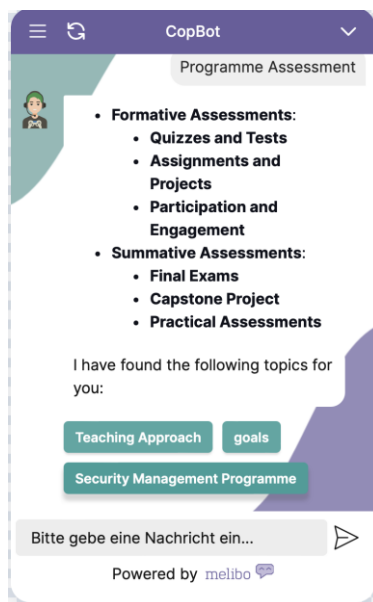 CopBot
Programme Assessment
• Formative Assessments:
• Quizzes and Tests
• Assignments and
Projects
• Participation and
Engagement
• Summative Assessments:
• Final Exams
• Capstone Project
• Practical Assessments
I have found the following topics for
you:
Teaching Approach goals
Security Management Programme
Bitte gebe eine Nachricht ein...
Powered by melibo